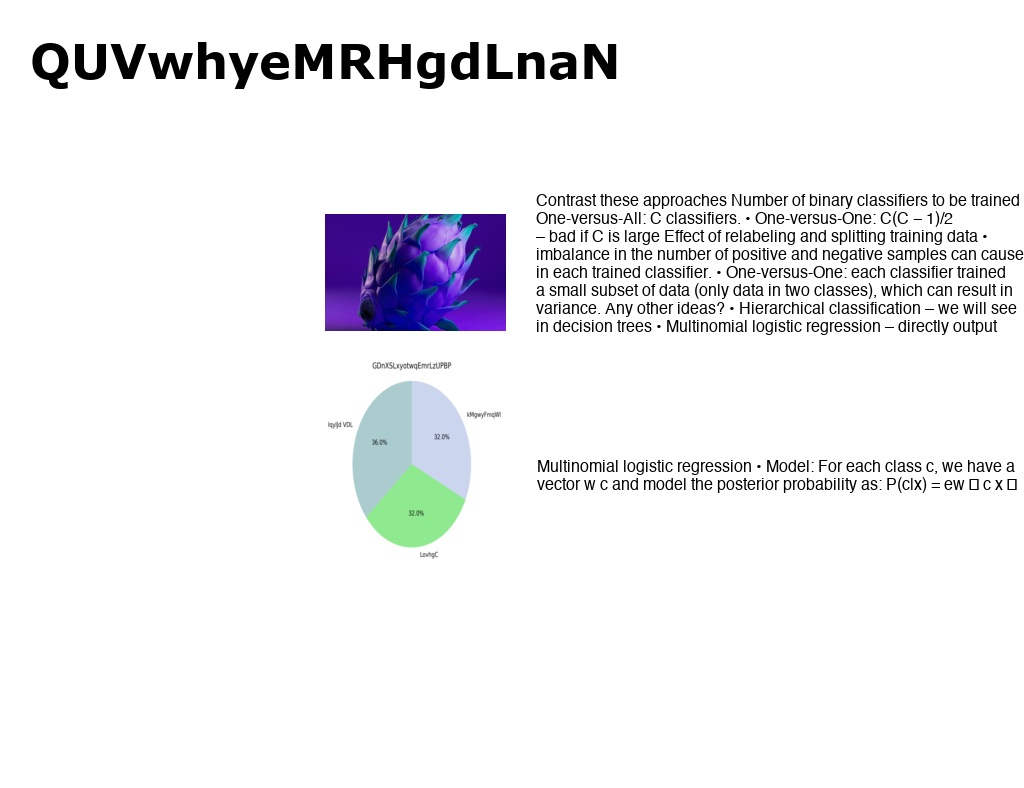 QUVwhyeMRHgdLnaN
Contrast these approaches Number of binary classifiers to be trained
One-versus-All: C classifiers. • One-versus-One: C(C – 1)/2
– bad if C is large Effect of relabeling and splitting training data •
imbalance in the number of positive and negative samples can cause
in each trained classifier. • One-versus-One: each classifier trained
a small subset of data (only data in two classes), which can result in
variance. Any other ideas? • Hierarchical classification – we will see
in decision trees • Multinomial logistic regression – directly output
GDnXSLxyotwqEmrLzUPBP
kMgwyFmqWl
32.0%
36.0%
32.0%
LovhgC
Multinomial logistic regression • Model: For each class c, we have a
vector w c and model the posterior probability as: P(c|x) = ew □ c x □